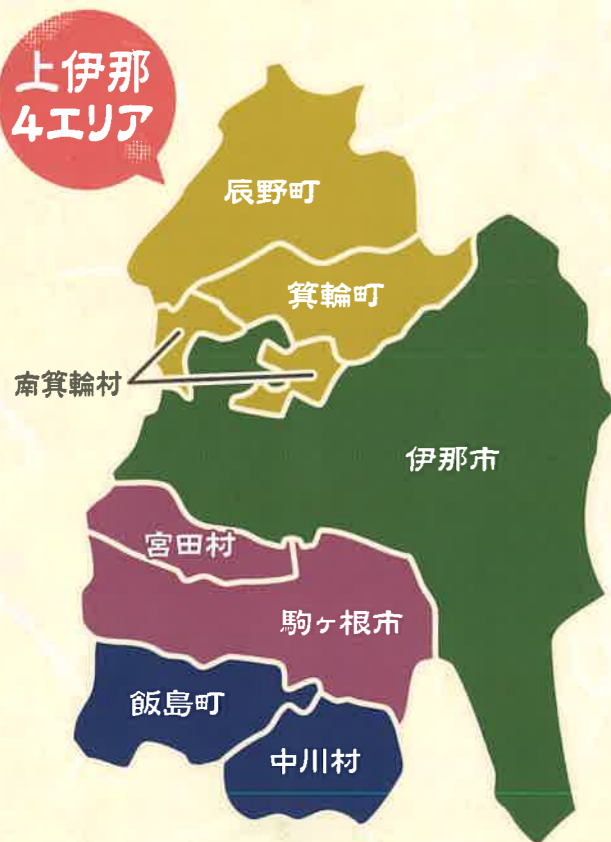 上伊那
4エリア
辰野町
箕輪町
南箕輪村
伊那市
宮田村
駒ヶ根市
飯島町
中川村